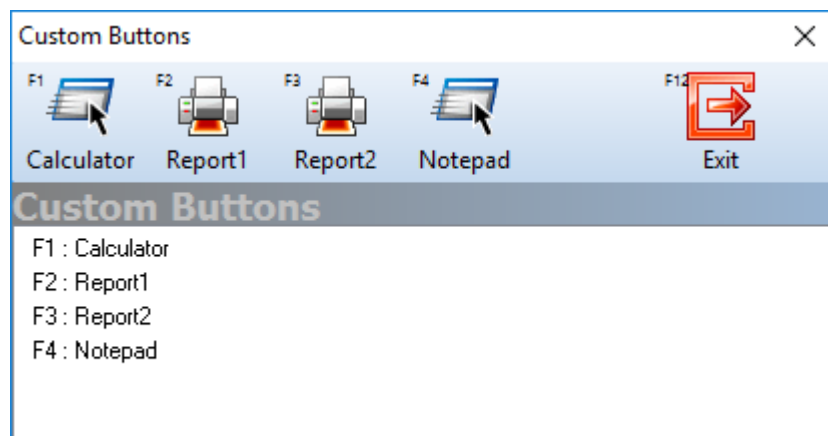 Custom Buttons
F1 F2 F3 F4 F12
Calculator Report1 Report2 Notepad Exit
Custom Buttons
F1 : Calculator
F2 : Report1
F3 : Report2
F4 : Notepad